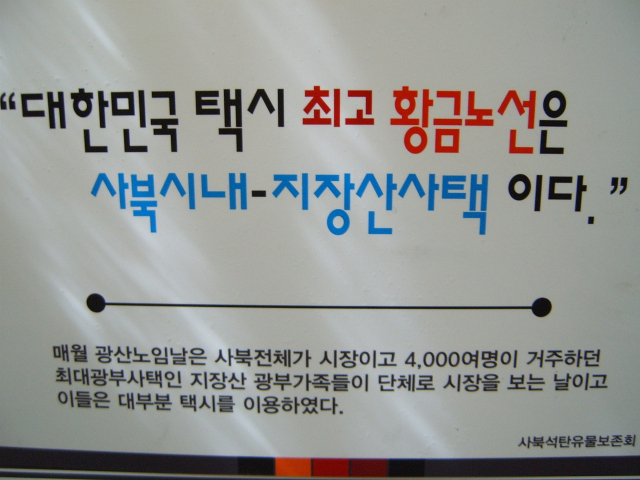 “대한민국 택시 최고 황금노선은
사북시내-지장산사택 이다.”
매월 광산노임날은 사북전체가 시장이고 4,000여명이 거주하던
최대광부사택인 지장산 광부가족들이 단체로 시장을 보는 날이고
이들은 대부분 택시를 이용하였다.
사북석탄유물보존회